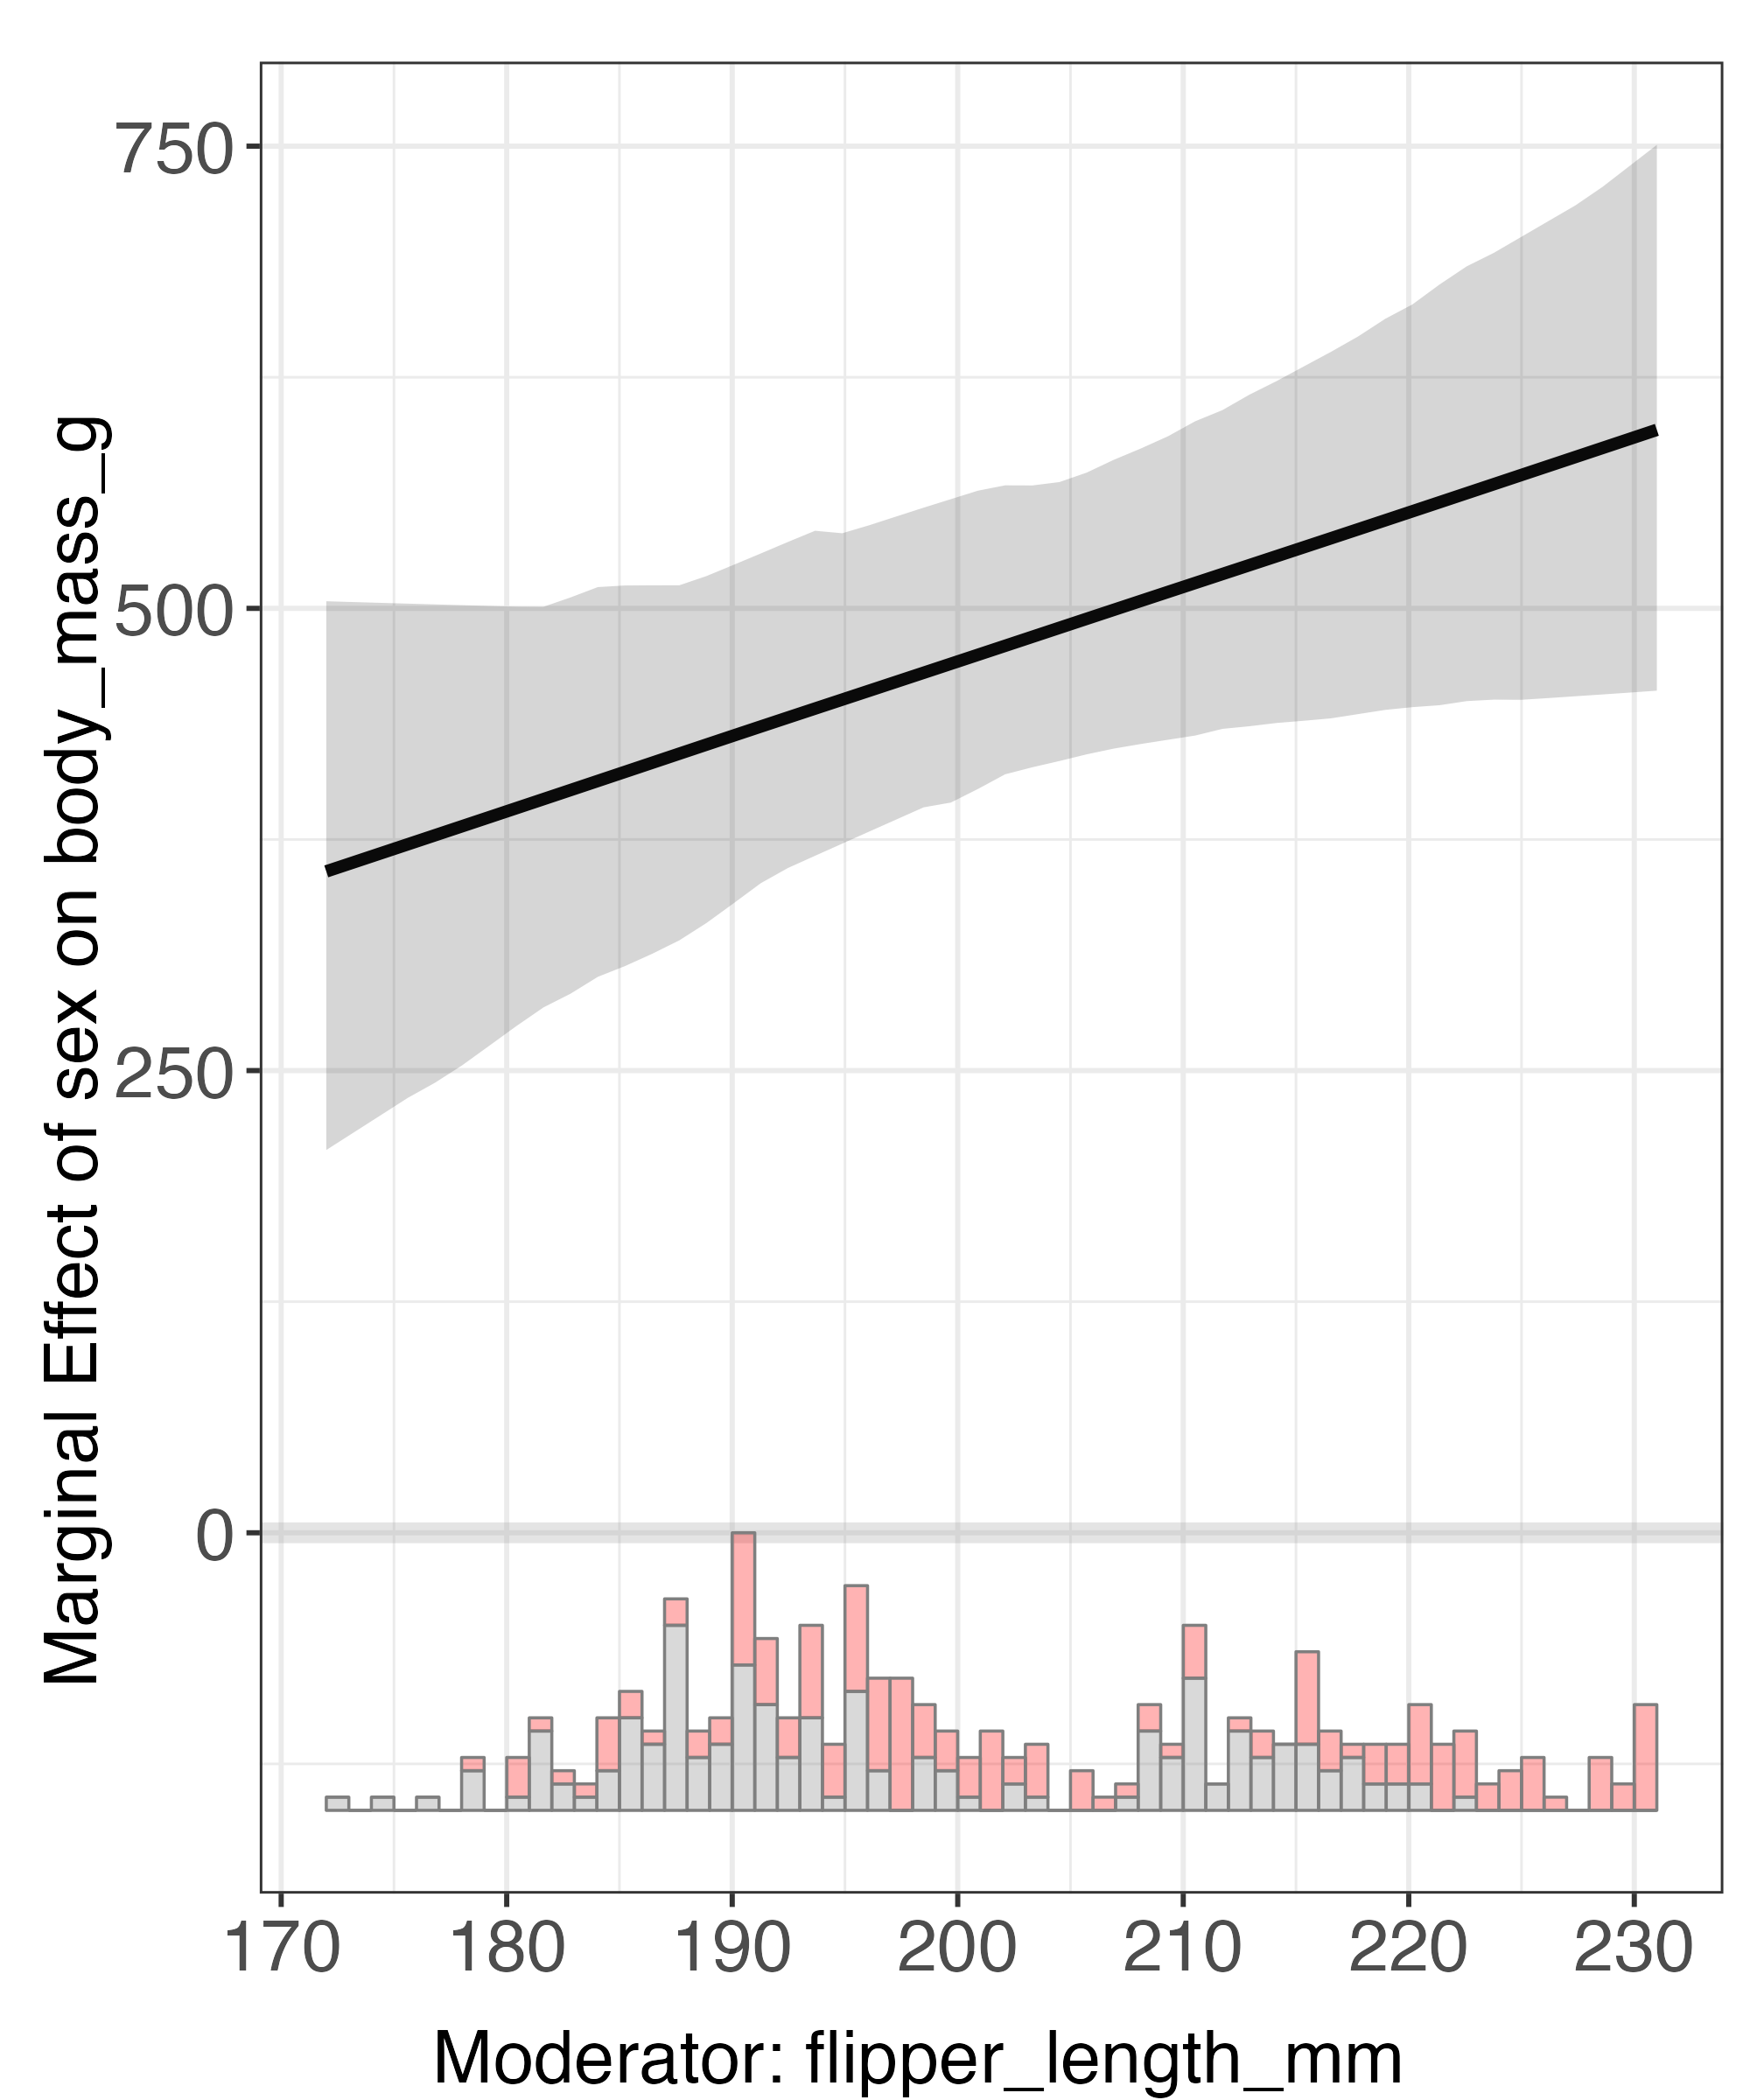 Marginal Effect of sex on body_mass_g
750
500
250
0
170 180 190 200 210 220 230
Moderator: flipper_length_mm